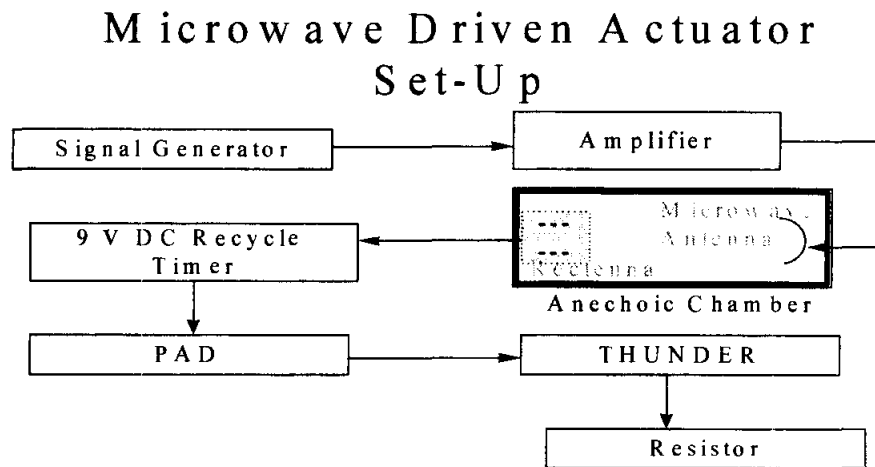 Microwave Driven Actuator
Set-Up
Signal Generator
Amplifier
9 V DC Recycle
Timer
Microwave
Antenna
Rectenna
Anechoic Chamber
PAD
THUNDER
Resistor